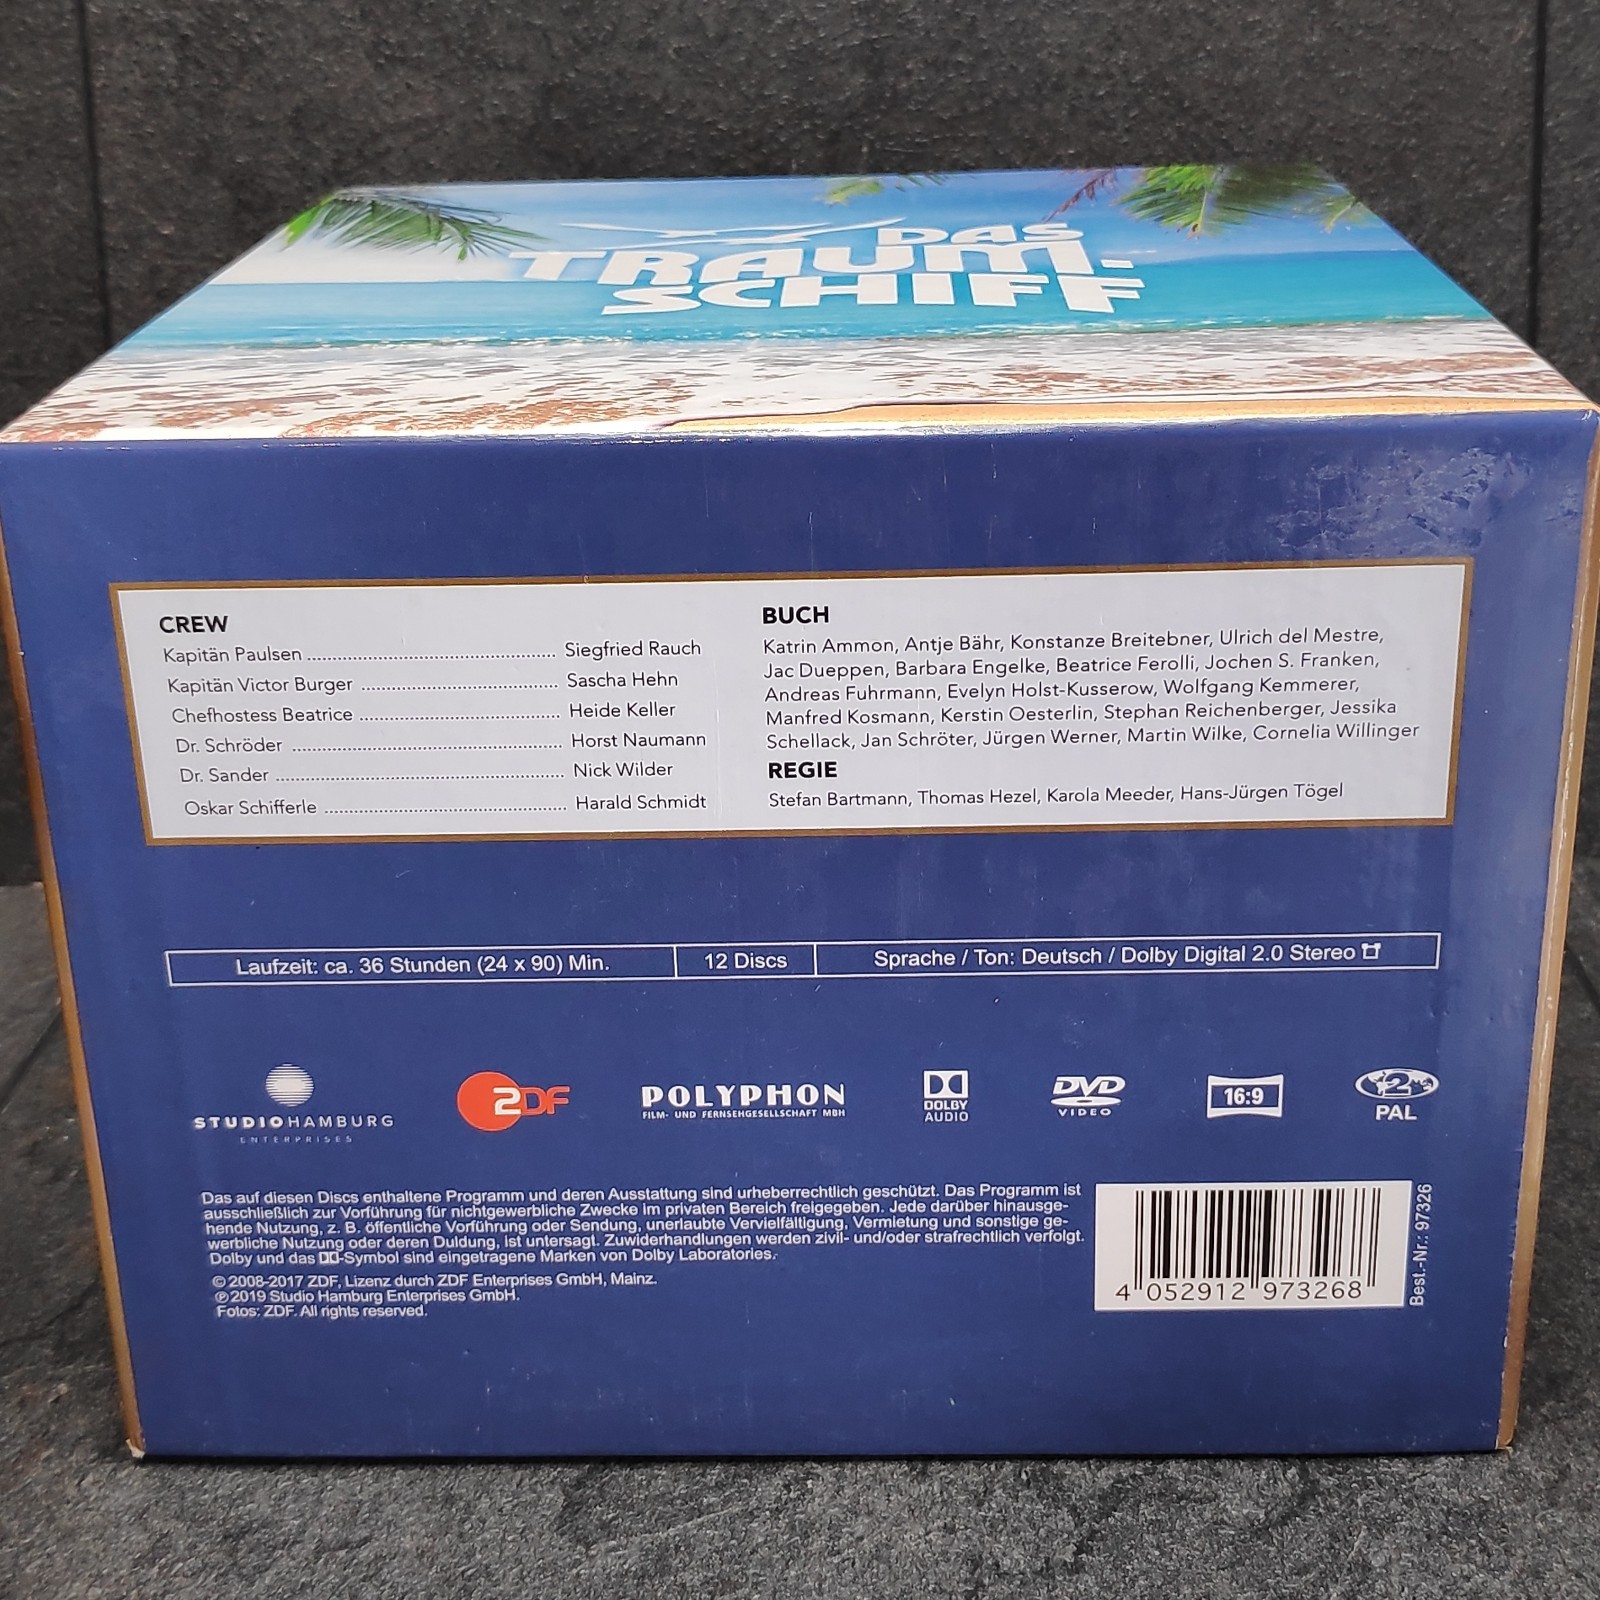 DAS
TRAUM-
SCHIFF
CREW
Kapitän Paulsen ........ Siegfried Rauch
Kapitän Victor Burger ........ Sascha Hehn
Chefhostess Beatrice ........ Heide Keller
Dr. Schröder ........ Horst Naumann
Dr. Sander ........ Nick Wilder
Oskar Schifferle ........ Harald Schmidt
BUCH
Katrin Ammon, Antje Bähr, Konstanze Breitebner, Ulrich del Mestre,
Jac Dueppen, Barbara Engelke, Beatrice Ferolli, Jochen S. Franken,
Andreas Fuhrmann, Evelyn Holst-Kusserow, Wolfgang Kemmerer,
Manfred Kosmann, Kerstin Oesterlin, Stephan Reichenberger, Jessika
Schellack, Jan Schröter, Jürgen Werner, Martin Wilke, Cornelia Willinger
REGIE
Stefan Bartmann, Thomas Hezel, Karola Meeder, Hans-Jürgen Tögel
Laufzeit: ca. 36 Stunden (24 x 90) Min.
12 Discs
Sprache / Ton: Deutsch / Dolby Digital 2.0 Stereo
STUDIO HAMBURG
ENTERPRISES
ZDF
POLYPHON
FILM- UND FERNSEHGESELLSCHAFT MBH
DOLBY
AUDIO
DVD
VIDEO
16:9
2
PAL
Das auf diesen Discs enthaltene Programm und deren Ausstattung sind urheberrechtlich geschützt. Das Programm ist
ausschließlich zur Vorführung für nichtgewerbliche Zwecke im privaten Bereich freigegeben. Jede darüber hinausge-
hende Nutzung, z. B. öffentliche Vorführung oder Sendung, unerlaubte Vervielfältigung, Vermietung und sonstige ge-
werbliche Nutzung oder deren Duldung, ist untersagt. Zuwiderhandlungen werden zivil- und/oder strafrechtlich verfolgt.
Dolby und das DD-Symbol sind eingetragene Marken von Dolby Laboratories.
© 2008-2017 ZDF, Lizenz durch ZDF Enterprises GmbH, Mainz.
℗ 2019 Studio Hamburg Enterprises GmbH.
Fotos: ZDF. All rights reserved.
4 052912 973268
Best.-Nr.: 97326